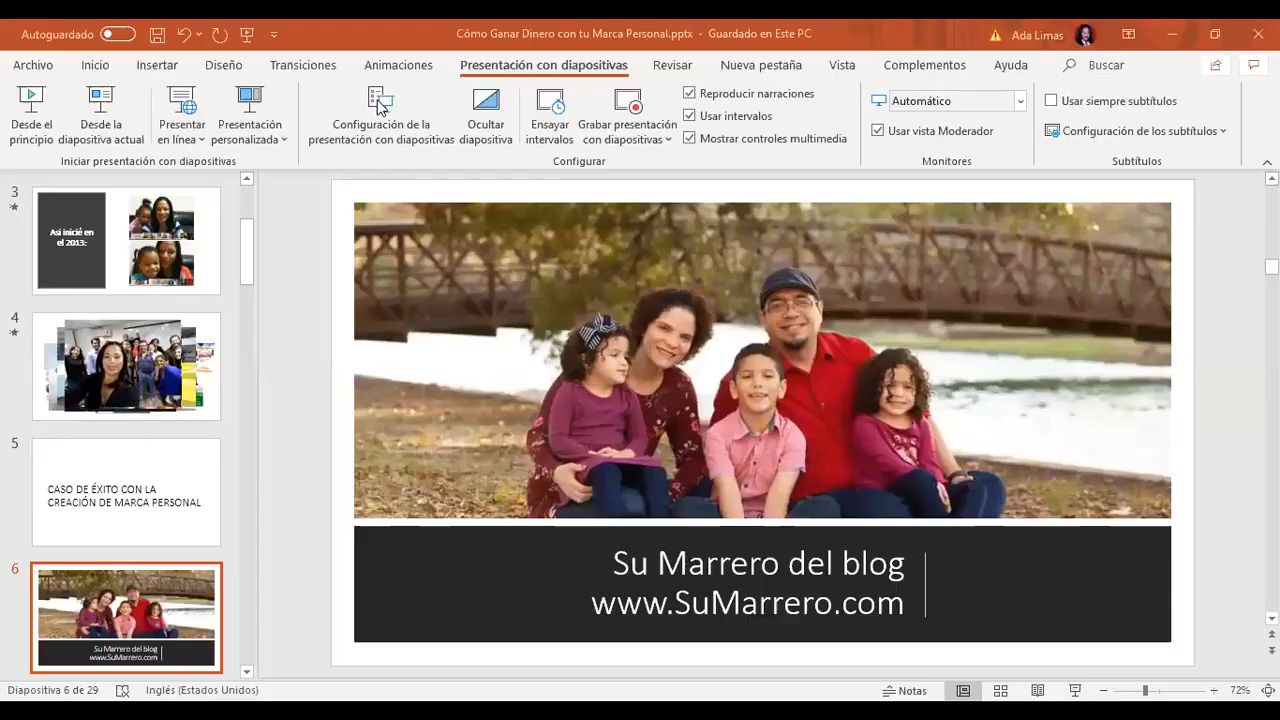 Autoguardado
Cómo Ganar Dinero con tu Marca Personal.pptx - Guardado en Este PC
Ada Limas
Archivo Inicio Insertar Diseño Transiciones Animaciones Presentación con diapositivas Revisar Nueva pestaña Vista Complementos Ayuda Buscar
Desde el principio
Desde la diapositiva actual
Presentar en línea
Presentación personalizada
Iniciar presentación con diapositivas
Configuración de la presentación con diapositivas
Ocultar diapositiva
Ensayar intervalos
Grabar presentación con diapositivas
Reproducir narraciones
Usar intervalos
Mostrar controles multimedia
Configurar
Automático
Usar vista Moderador
Monitores
Usar siempre subtítulos
Configuración de los subtítulos
Subtítulos
3
Asi inicié en
el 2013:
4
5
CASO DE ÉXITO CON LA
CREACIÓN DE MARCA PERSONAL
6
Su Marrero del blog
www.SuMarrero.com
Su Marrero del blog
www.SuMarrero.com
Diapositiva 6 de 29 Inglés (Estados Unidos) Notas 72%